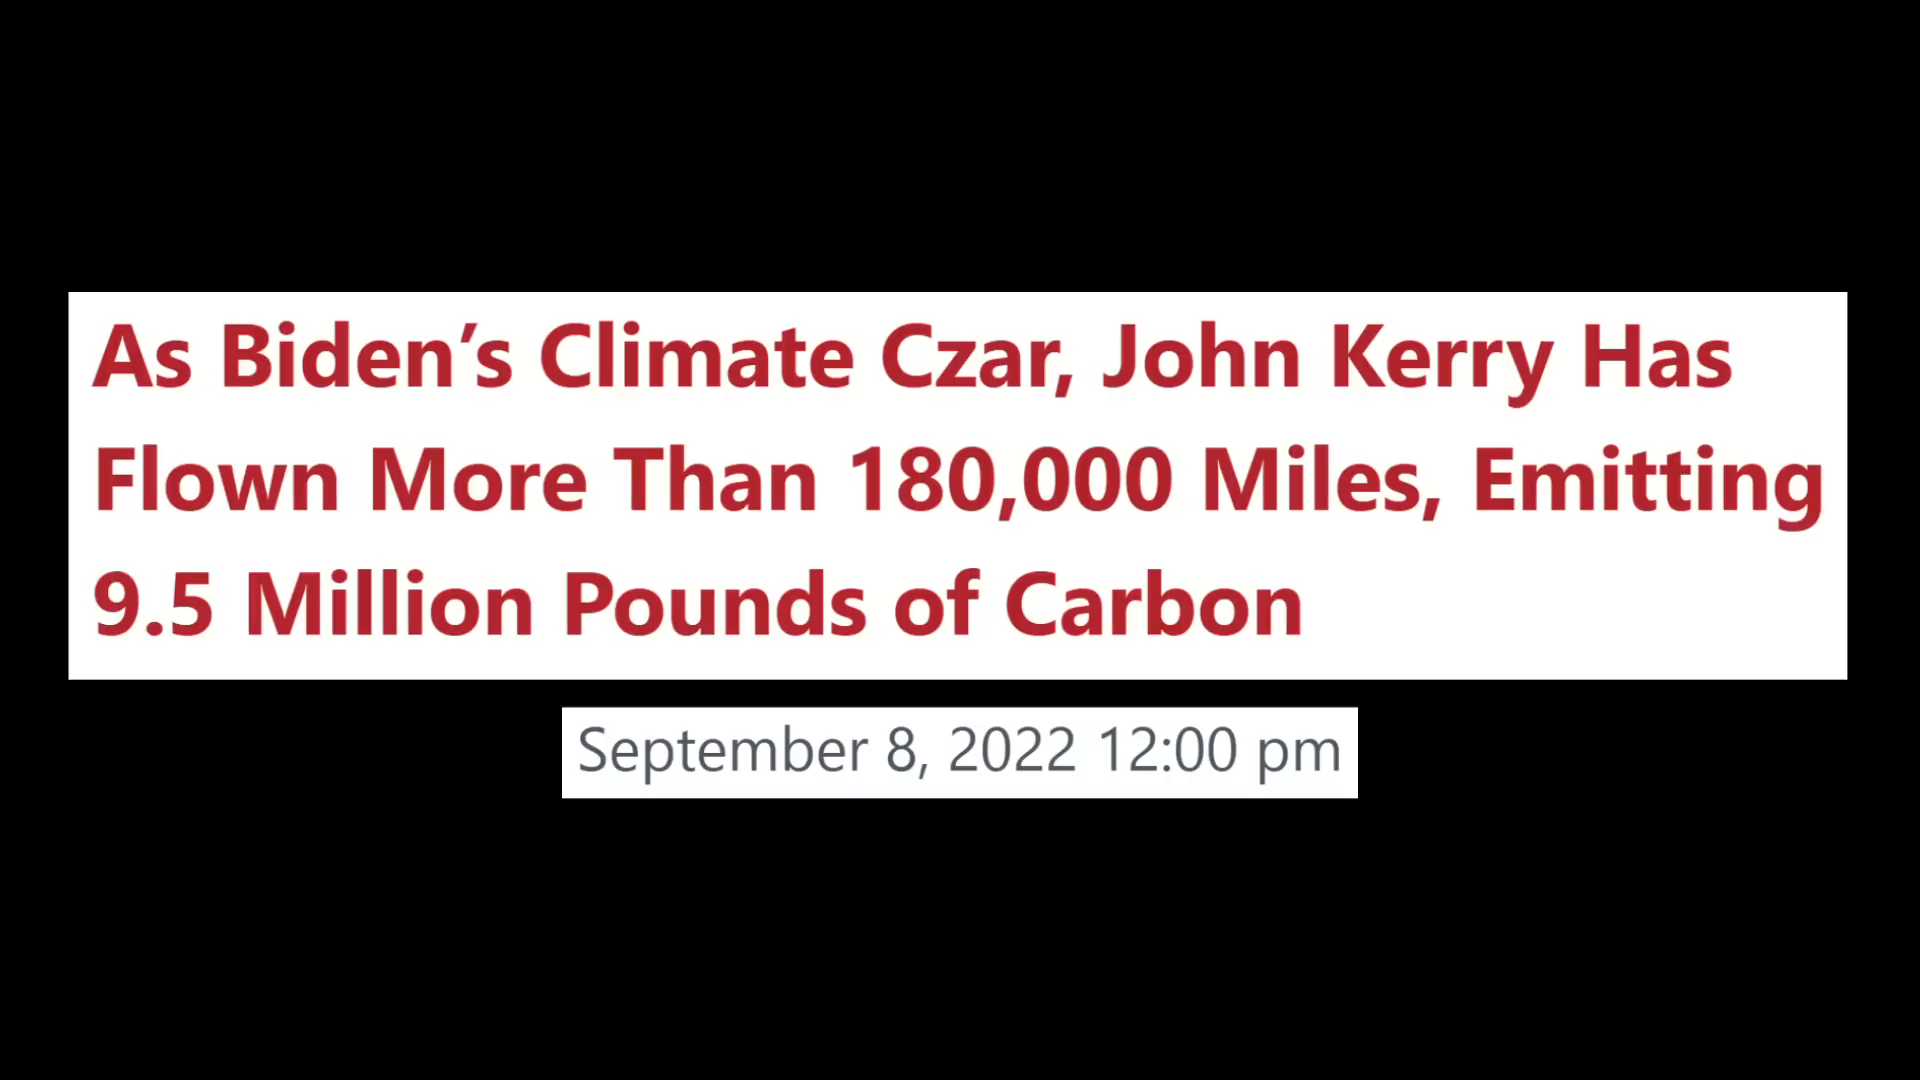 As Biden’s Climate Czar, John Kerry Has
Flown More Than 180,000 Miles, Emitting
9.5 Million Pounds of Carbon
September 8, 2022 12:00 pm